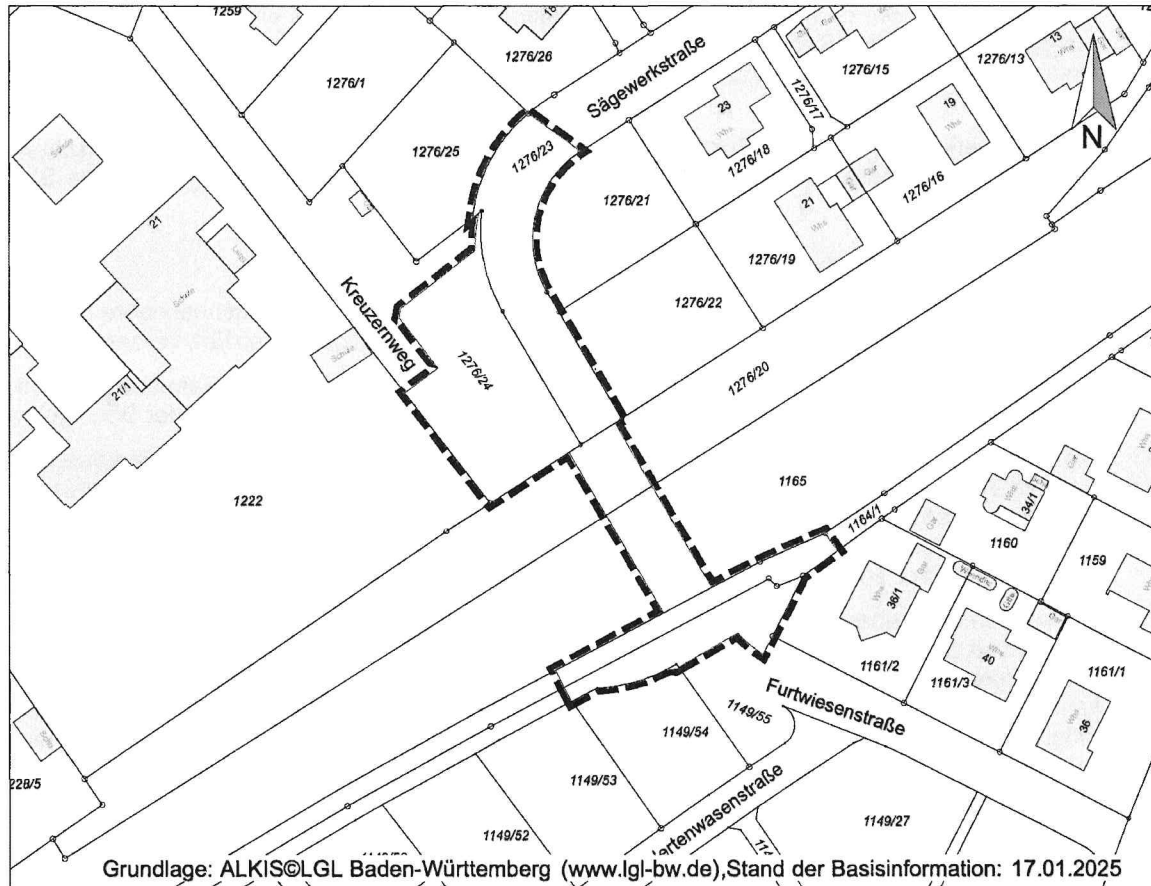 1259
18
1276/26
1276/1
Sägewerkstraße
1276/15
13
1276/13
Whs
N
1276/25
1276/23
23
Whs
1276/17
19
Whs
1276/18
1276/21
21
Whs
Gar
Gar
1276/16
1276/19
1276/22
1276/20
21
Schule
Schule
21/1
Kreuzernweg
1276/24
1222
1165
1164/1
Gar
Whs
34/1
Gar
1160
1159
Gar
Whs
36/1
Whs
40
1161/2
1161/3
1161/1
Whs
36
Furtwiesenstraße
1149/55
1149/54
1149/53
1149/52
1149/27
228/5
Grundlage: ALKIS©LGL Baden-Württemberg (www.lgl-bw.de),Stand der Basisinformation: 17.01.2025